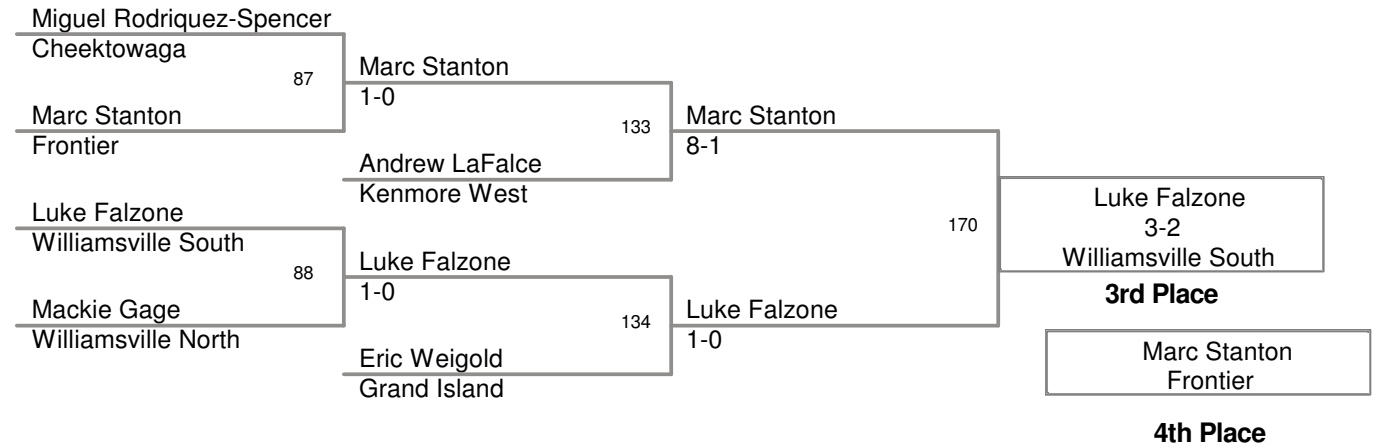 Miguel Rodriquez-Spencer
Cheektowaga
87
Marc Stanton
Frontier
Marc Stanton
1-0
133
Andrew LaFalce
Kenmore West
Marc Stanton
8-1
Luke Falzone
Williamsville South
88
Mackie Gage
Williamsville North
Luke Falzone
1-0
134
Eric Weigold
Grand Island
Luke Falzone
1-0
170
Luke Falzone
3-2
Williamsville South
3rd Place
Marc Stanton
Frontier
4th Place